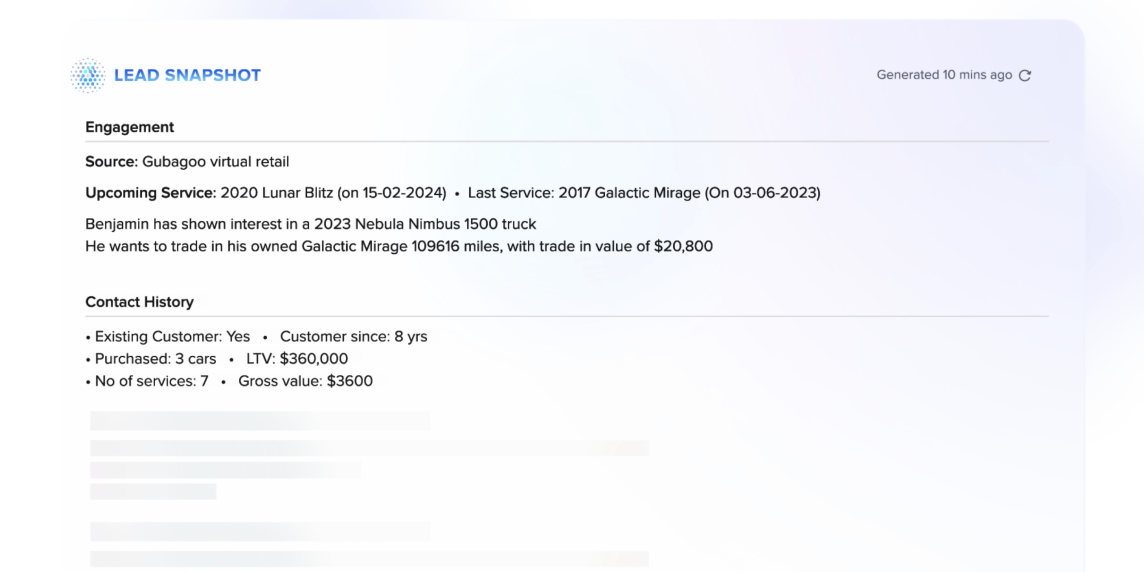 LEAD SNAPSHOT
Generated 10 mins ago
Engagement
Source: Gubagoo virtual retail
Upcoming Service: 2020 Lunar Blitz (on 15-02-2024) • Last Service: 2017 Galactic Mirage (On 03-06-2023)
Benjamin has shown interest in a 2023 Nebula Nimbus 1500 truck
He wants to trade in his owned Galactic Mirage 109616 miles, with trade in value of $20,800
Contact History
• Existing Customer: Yes • Customer since: 8 yrs
• Purchased: 3 cars • LTV: $360,000
• No of services: 7 • Gross value: $3600